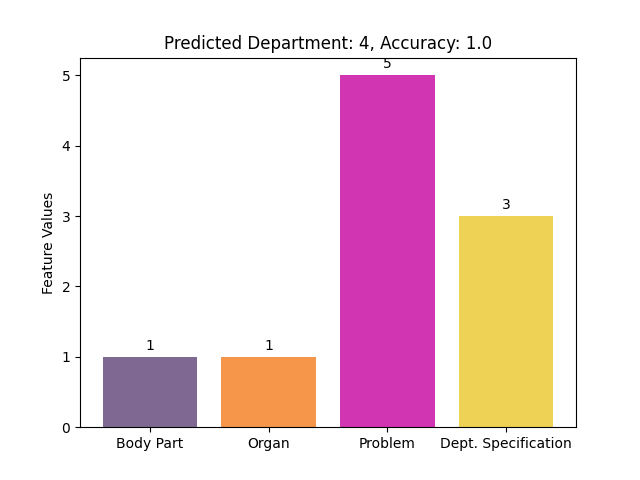 Predicted Department: 4, Accuracy: 1.0
Feature Values
5
4
3
2
1
0
1
1
5
3
Body Part
Organ
Problem
Dept. Specification